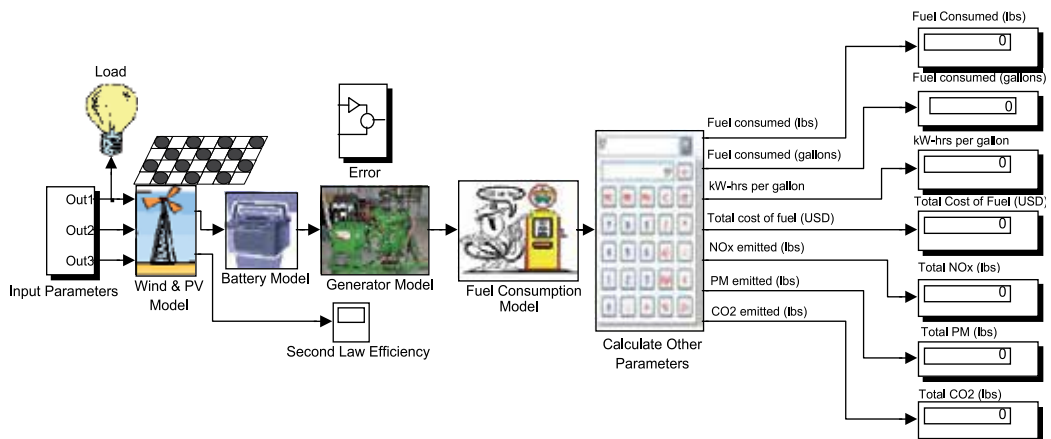 Load
Out1
Out2
Out3
Input Parameters
Wind & PV
Model
Battery Model
Error
Generator Model
Second Law Efficiency
Fuel Consumption
Model
Calculate Other
Parameters
Fuel consumed (lbs)
Fuel consumed (gallons)
kW-hrs per gallon
Total cost of fuel (USD)
NOx emitted (lbs)
PM emitted (lbs)
CO2 emitted (lbs)
Fuel Consumed (lbs)
0
Fuel consumed (gallons)
0
kW-hrs per gallon
0
Total Cost of Fuel (USD)
0
Total NOx (lbs)
0
Total PM (lbs)
0
Total CO2 (lbs)
0